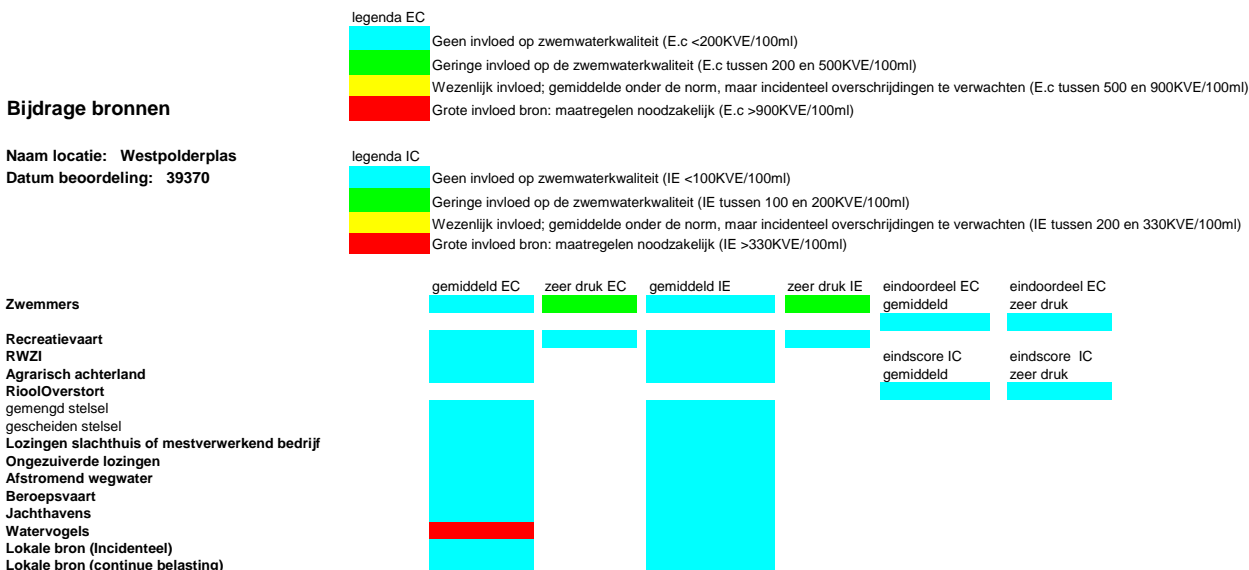 legenda EC
Geen invloed op zwemwaterkwaliteit (E.c <200KVE/100ml)
Geringe invloed op de zwemwaterkwaliteit (E.c tussen 200 en 500KVE/100ml)
Wezenlijk invloed; gemiddelde onder de norm, maar incidenteel overschrijdingen te verwachten (E.c tussen 500 en 900KVE/100ml)
Bijdrage bronnen
Grote invloed bron: maatregelen noodzakelijk (E.c >900KVE/100ml)
Naam locatie: Westpolderplas
legenda IC
Datum beoordeling: 39370
Geen invloed op zwemwaterkwaliteit (IE <100KVE/100ml)
Geringe invloed op de zwemwaterkwaliteit (IE tussen 100 en 200KVE/100ml)
Wezenlijk invloed; gemiddelde onder de norm, maar incidenteel overschrijdingen te verwachten (IE tussen 200 en 330KVE/100ml)
Grote invloed bron: maatregelen noodzakelijk (IE >330KVE/100ml)
gemiddeld EC zeer druk EC gemiddeld IE zeer druk IE eindoordeel EC eindoordeel EC
Zwemmers gemiddeld zeer druk
Recreatievaart
RWZI eindscore IC eindscore IC
Agrarisch achterland gemiddeld zeer druk
RioolOverstort
gemengd stelsel
gescheiden stelsel
Lozingen slachthuis of mestverwerkend bedrijf
Ongezuiverde lozingen
Afstromend wegwater
Beroepsvaart
Jachthavens
Watervogels
Lokale bron (Incidenteel)
Lokale bron (continue belasting)